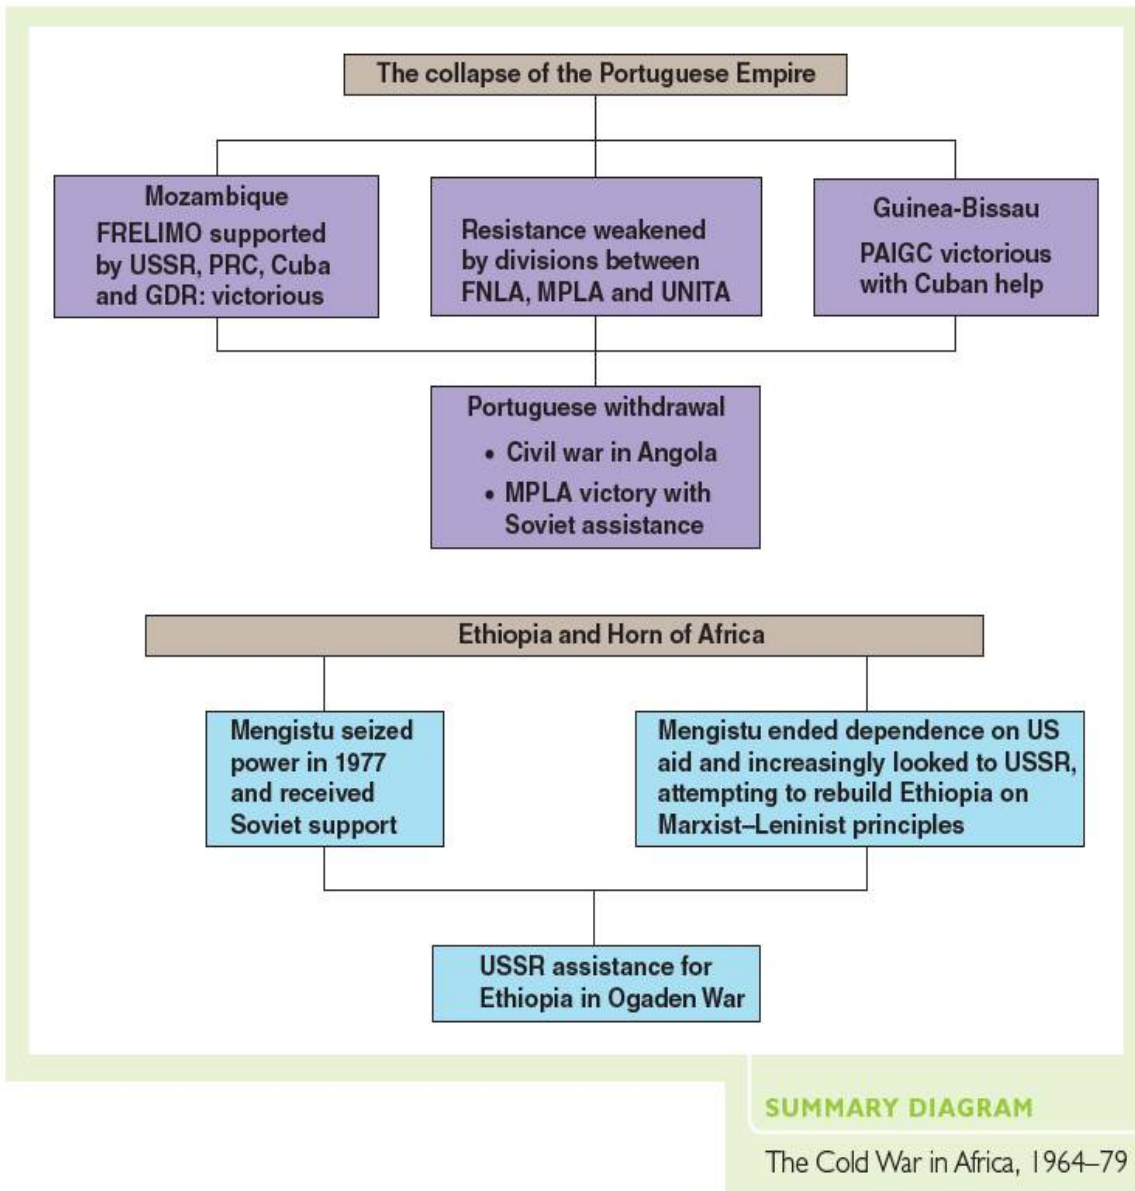 The collapse of the Portuguese Empire
Mozambique
FRELIMO supported
by USSR, PRC, Cuba
and GDR: victorious
Resistance weakened
by divisions between
FNLA, MPLA and UNITA
Guinea-Bissau
PAIGC victorious
with Cuban help
Portuguese withdrawal
• Civil war in Angola
• MPLA victory with
Soviet assistance
Ethiopia and Horn of Africa
Mengistu seized
power in 1977
and received
Soviet support
Mengistu ended dependence on US
aid and increasingly looked to USSR,
attempting to rebuild Ethiopia on
Marxist–Leninist principles
USSR assistance for
Ethiopia in Ogaden War
SUMMARY DIAGRAM
The Cold War in Africa, 1964–79